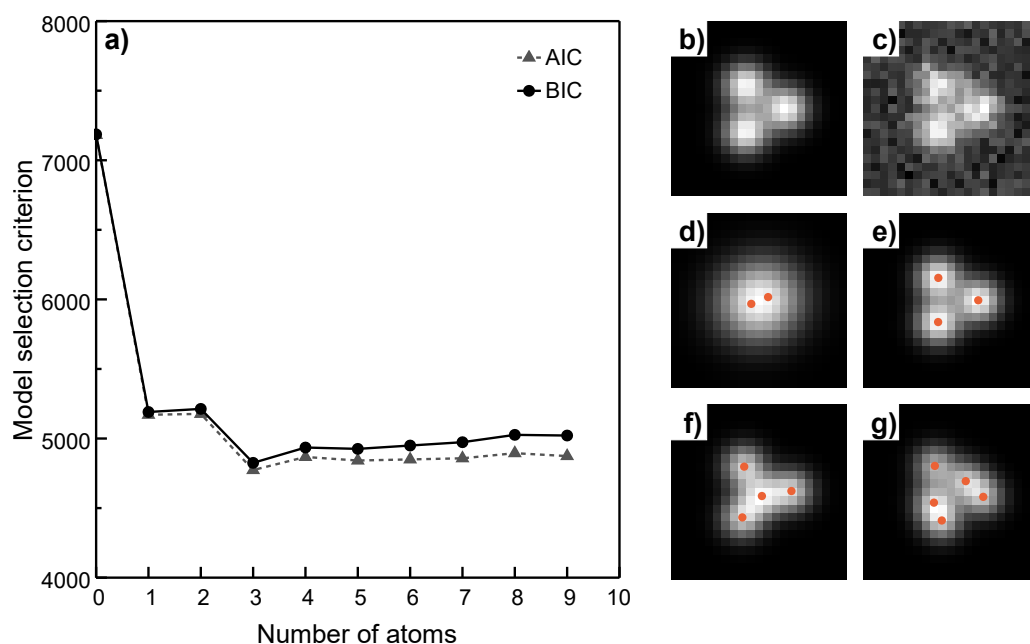 a)
AIC
BIC
8000
7000
6000
5000
4000
Model selection criterion
0 1 2 3 4 5 6 7 8 9 10
Number of atoms
b)
c)
d)
e)
f)
g)